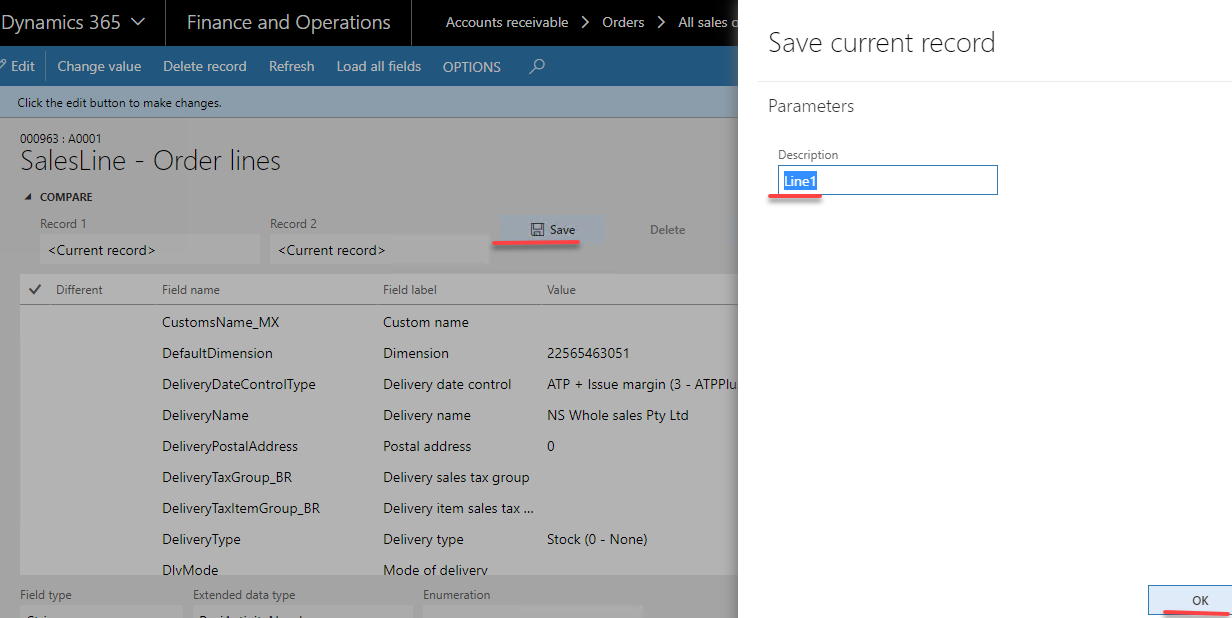 Dynamics 365 Finance and Operations Accounts receivable Orders All sales
Edit Change value Delete record Refresh Load all fields OPTIONS
Click the edit button to make changes.
000963 : A0001
SalesLine - Order lines
COMPARE
Record 1 Record 2
<Current record> <Current record> Save Delete
Different Field name Field label Value
CustomsName_MX Custom name
DefaultDimension Dimension 22565463051
DeliveryDateControlType Delivery date control ATP + Issue margin (3 - ATPPlu
DeliveryName Delivery name NS Whole sales Pty Ltd
DeliveryPostalAddress Postal address 0
DeliveryTaxGroup_BR Delivery sales tax group
DeliveryTaxItemGroup_BR Delivery item sales tax ...
DeliveryType Delivery type Stock (0 - None)
DlvMode Mode of delivery
Field type Extended data type Enumeration
Save current record
Parameters
Description
Line1
OK